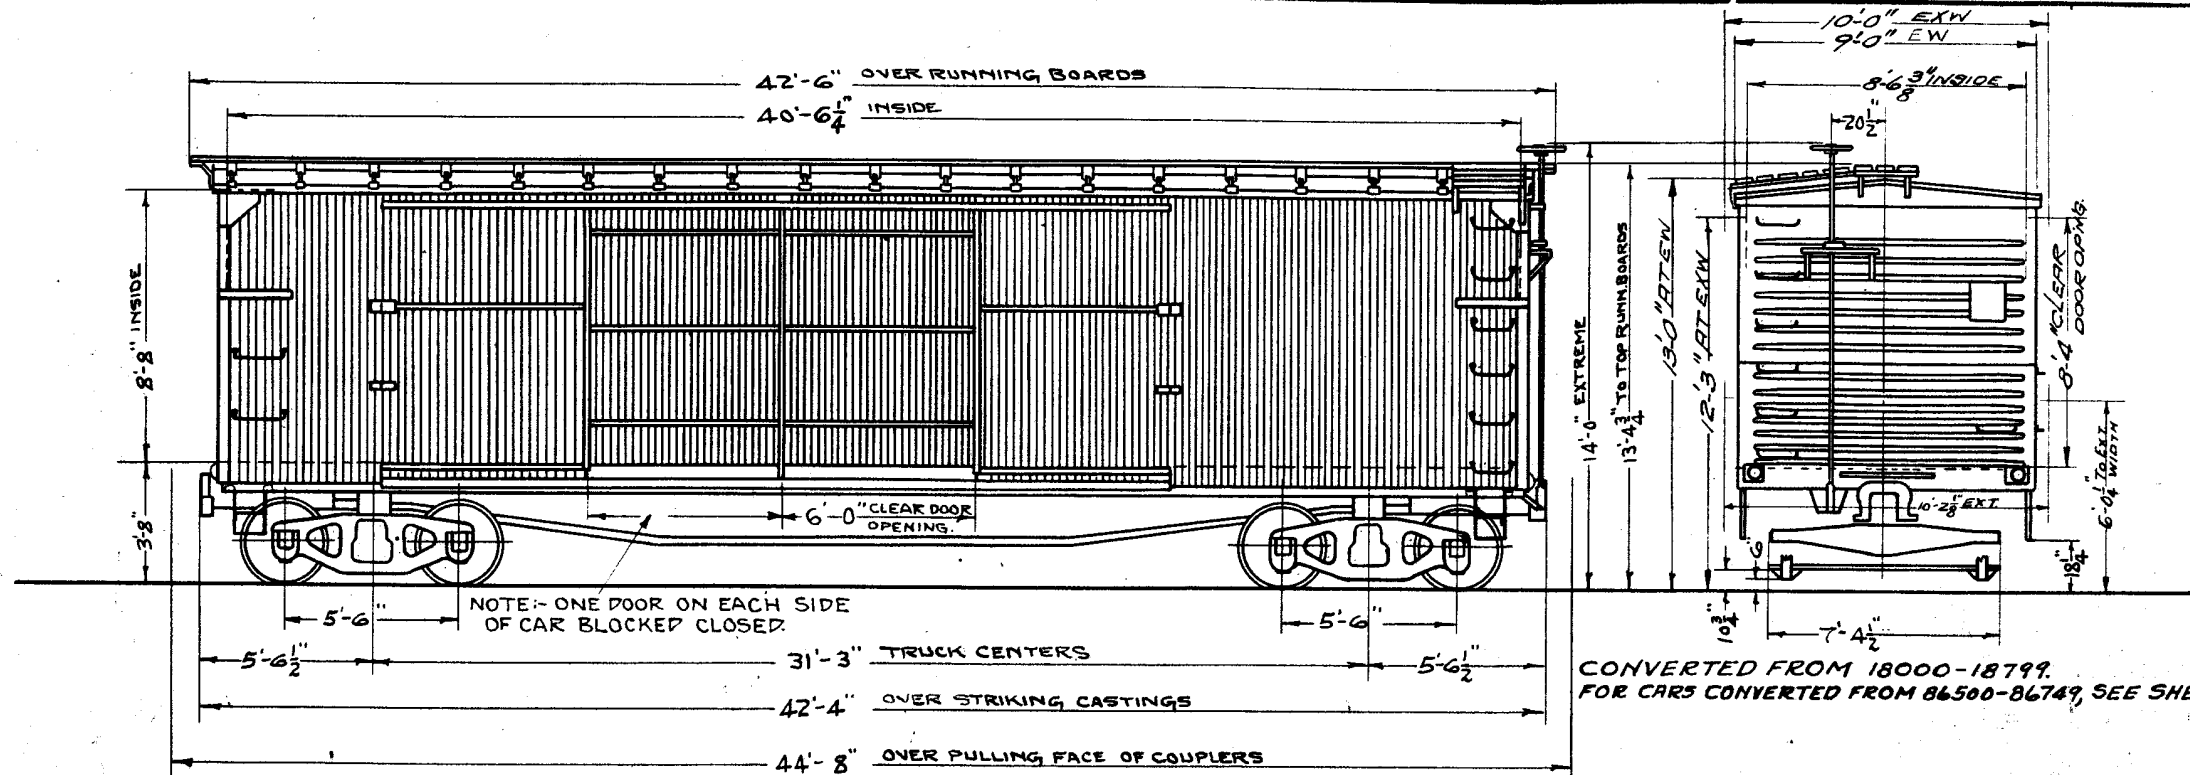 42'-6" OVER RUNNING BOARDS
40'-6 1/4" INSIDE
8'-8" INSIDE
3'-8"
6'-0" CLEAR DOOR
OPENING.
NOTE:- ONE DOOR ON EACH SIDE
OF CAR BLOCKED CLOSED.
5'-6"
5'-6"
5'-6 1/2"
31'-3" TRUCK CENTERS
5'-6 1/2"
42'-4" OVER STRIKING CASTINGS
44'-8" OVER PULLING FACE OF COUPLERS
14'-0" EXTREME
13'-4 3/4" TO TOP RUNN. BOARDS
13'-0" AT EW
12'-3" AT EXW
10'-0" EXW
9'-0" EW
8'-6 3/8" INSIDE
20 1/2"
8'-4" CLEAR
DOOR OP'NG.
6'-0 1/4" TO EXT.
WIDTH
10'-2 1/8" EXT.
18 1/4"
6"
10 3/4"
7'-4 1/2"
CONVERTED FROM 18000-18799.
FOR CARS CONVERTED FROM 86500-86749, SEE SHE